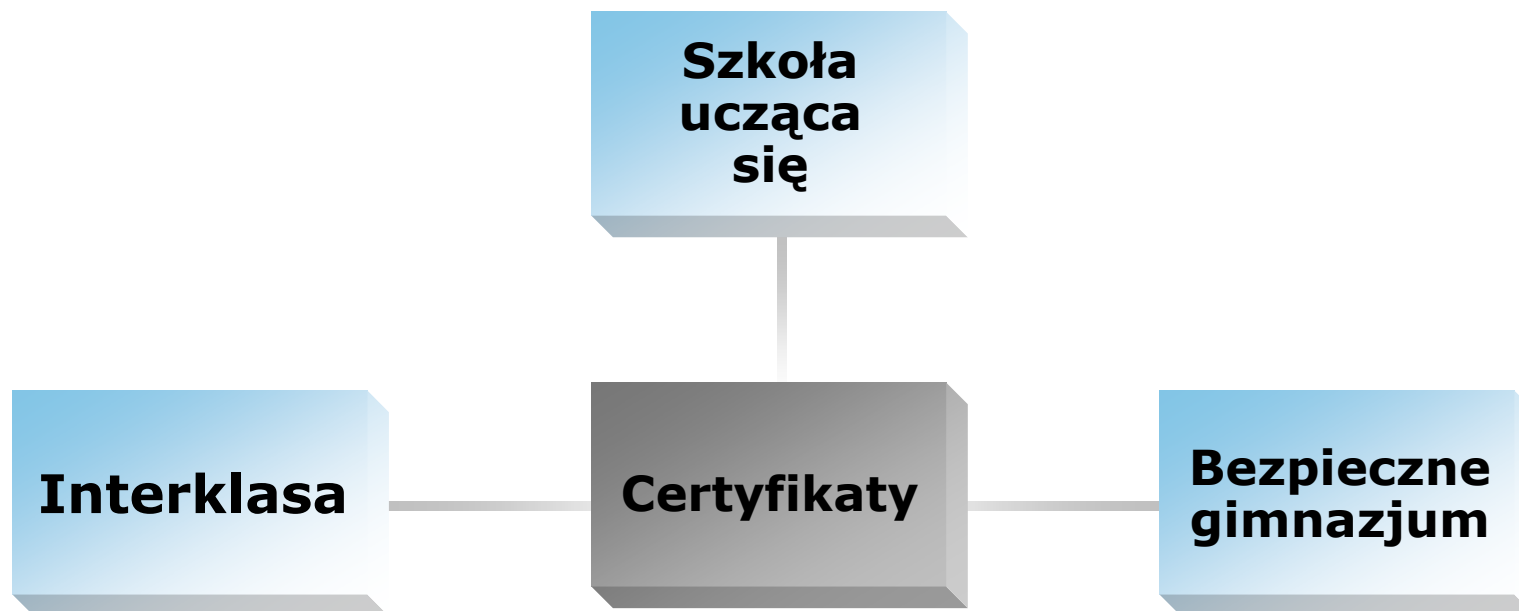 Szkoła
ucząca
się
Interklasa
Certyfikaty
Bezpieczne
gimnazjum